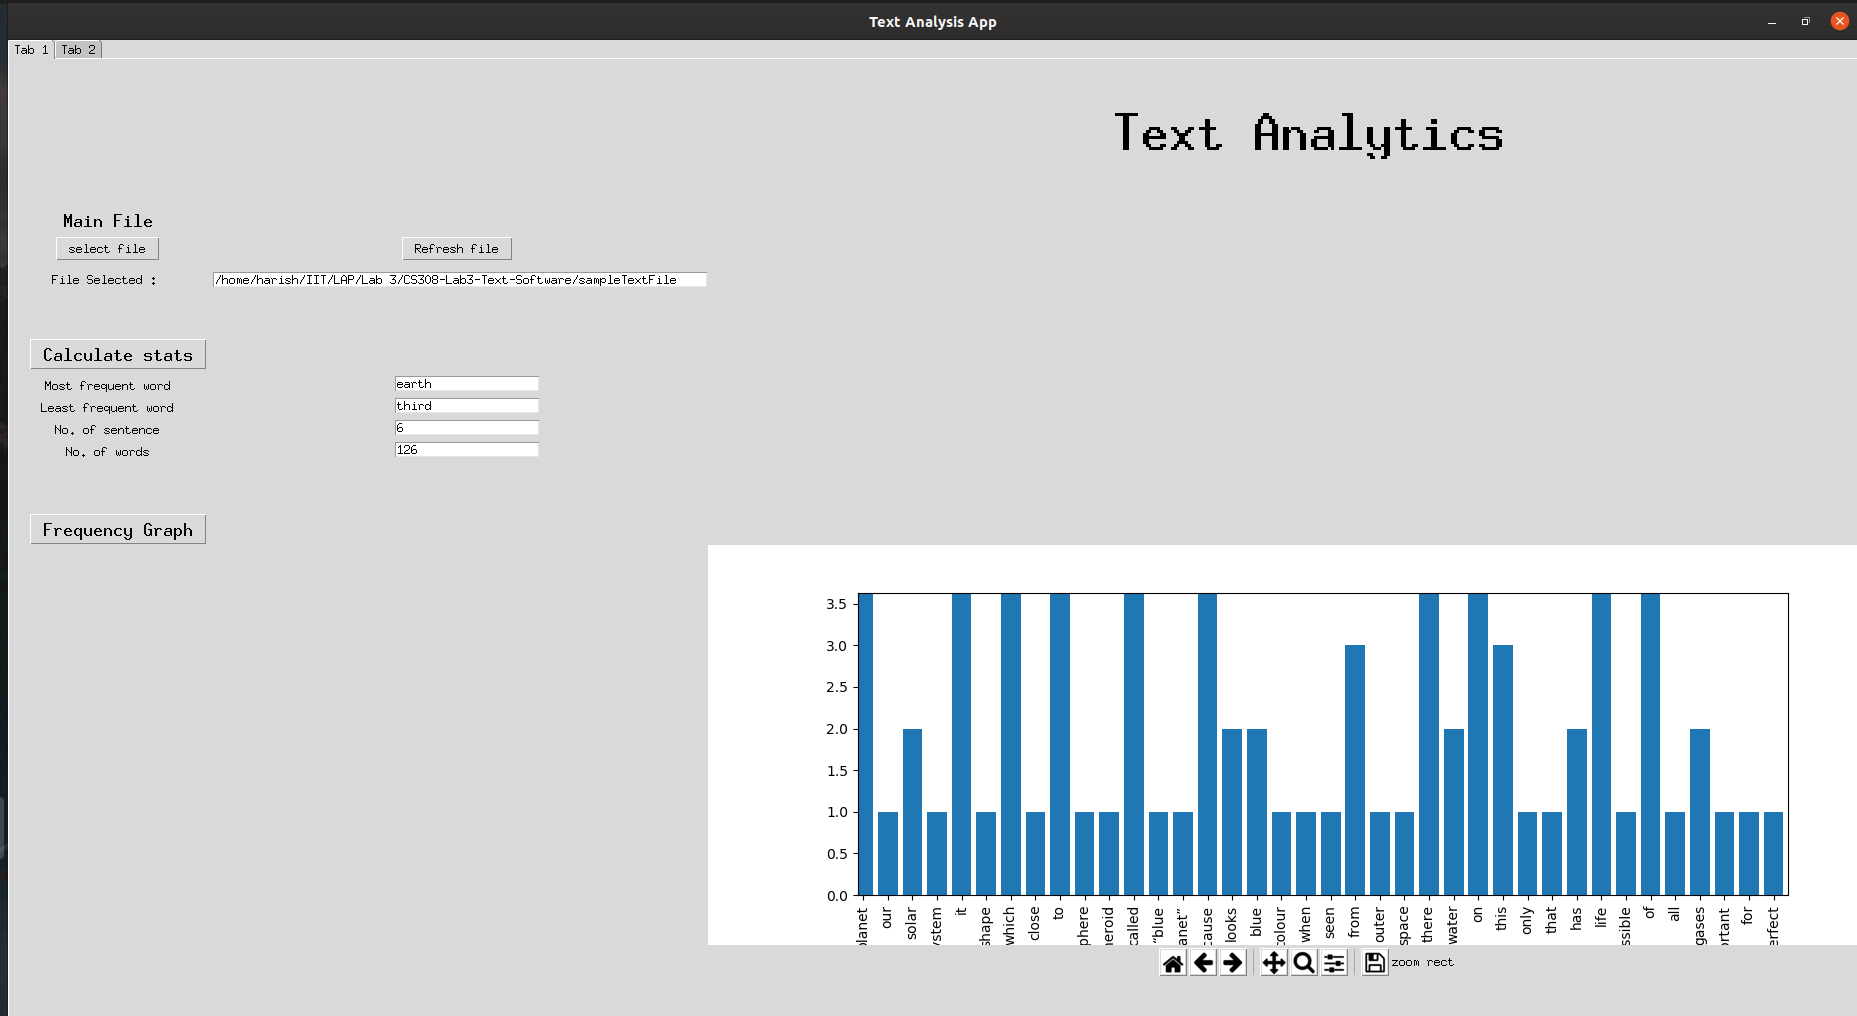 Text Analysis App
Tab 1 Tab 2
Text Analytics
Main File
select file Refresh file
File Selected : /home/harish/IIT/LAP/Lab 3/CS308-Lab3-Text-Software/sampleTextFile
Calculate stats
Most frequent word earth
Least frequent word third
No. of sentence 6
No. of words 126
Frequency Graph
3.5
3.0
2.5
2.0
1.5
1.0
0.5
0.0
planet our solar ystem it shape which close to phere eroid called “blue anet” cause looks blue colour when seen from outer space there water on this only that has life ssible of all gases rtant for erfect
zoom rect